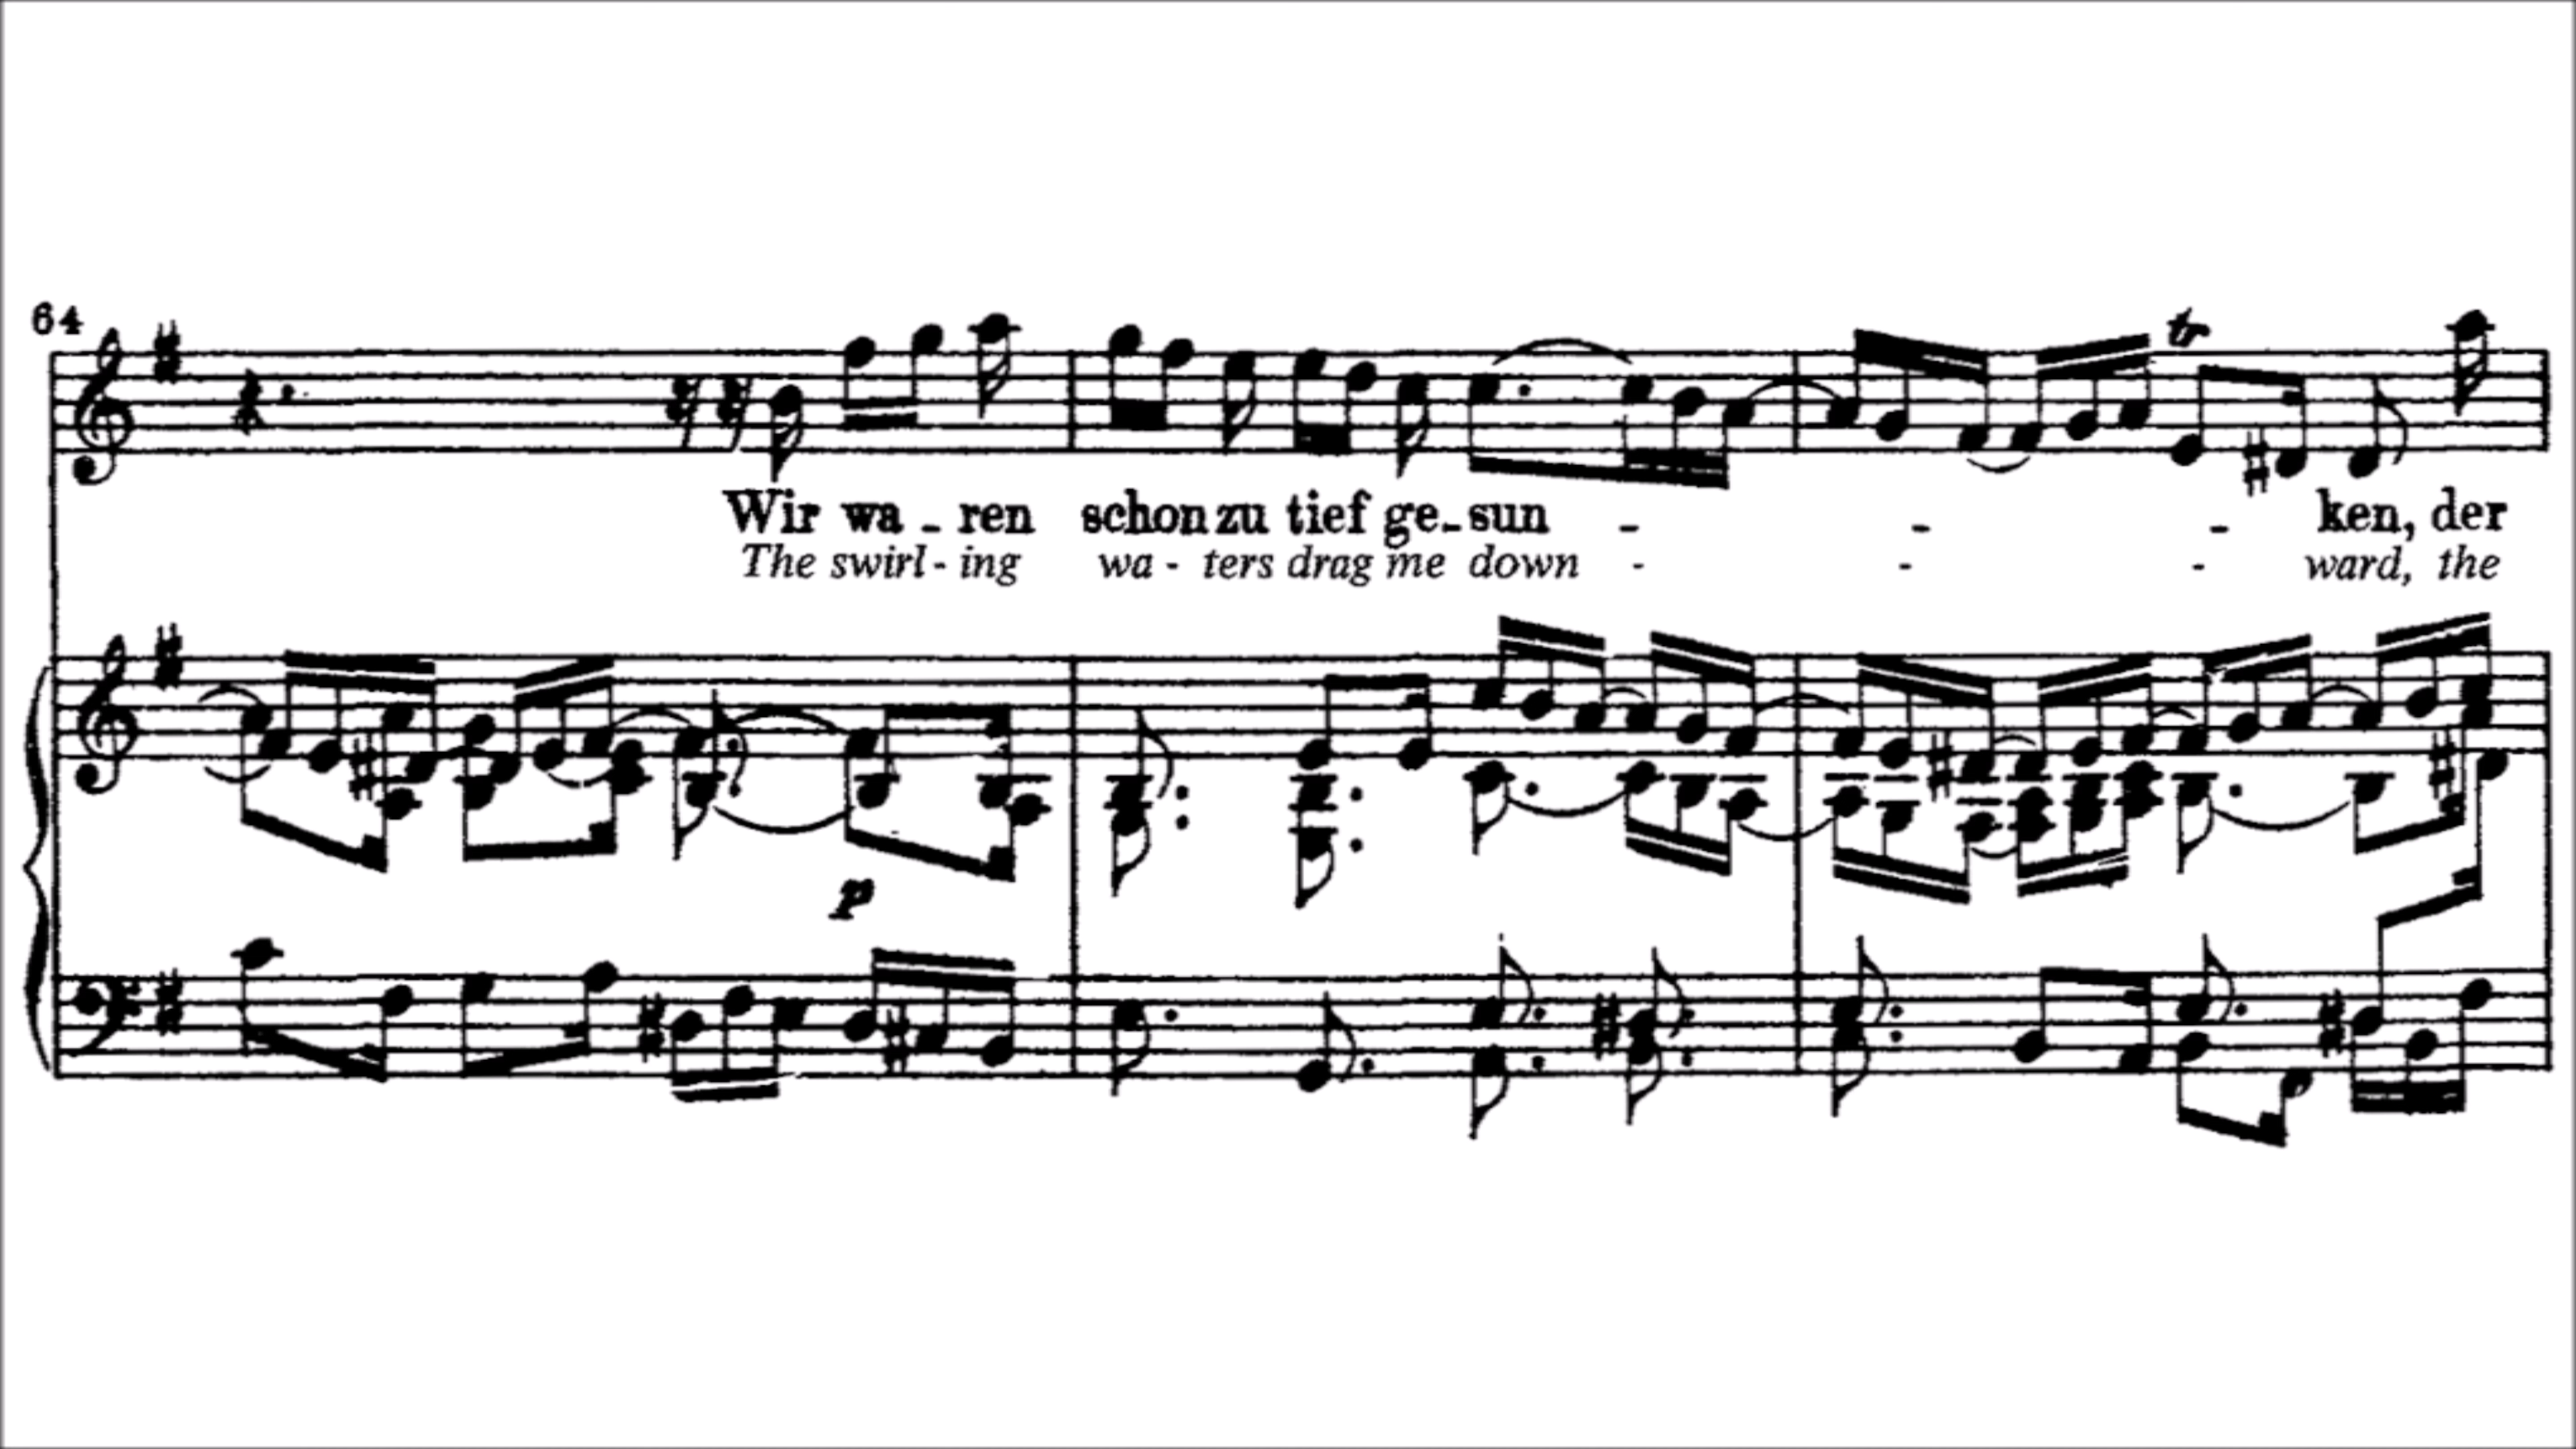 64
tr
Wir wa - ren schon zu tief ge - sun - - - ken, der
The swirl - ing wa - ters drag me down - - - ward, the
p